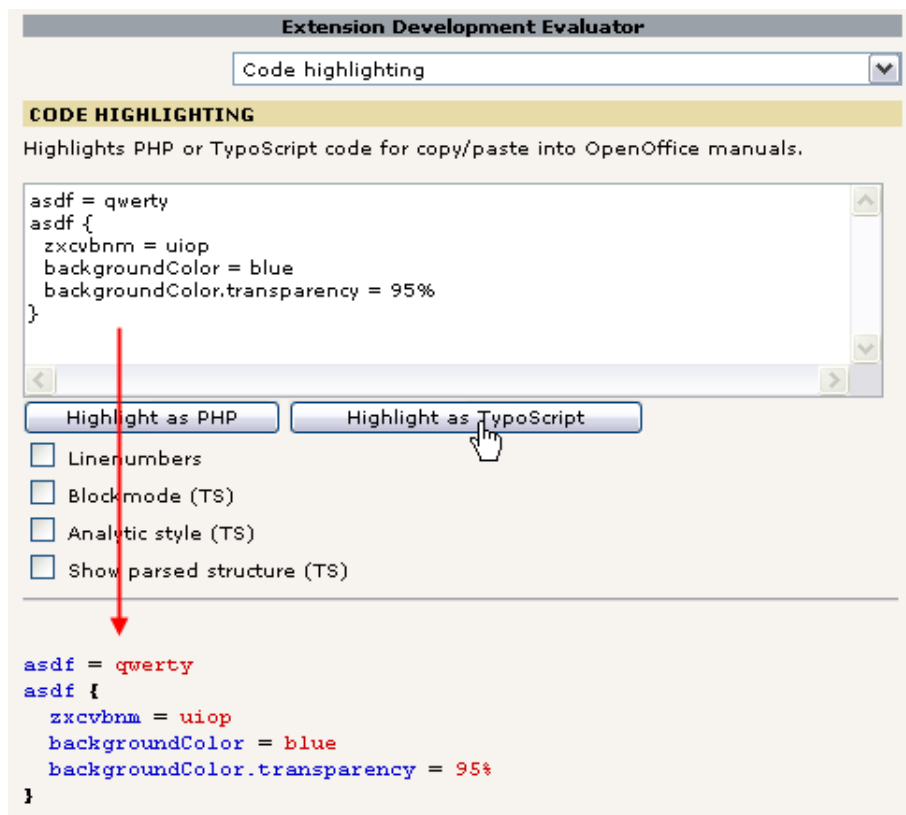 Extension Development Evaluator
Code highlighting
CODE HIGHLIGHTING
Highlights PHP or TypoScript code for copy/paste into OpenOffice manuals.
asdf = qwerty
asdf {
  zxcvbnm = uiop
  backgroundColor = blue
  backgroundColor.transparency = 95%
}
Highlight as PHP Highlight as TypoScript
Linenumbers
Blockmode (TS)
Analytic style (TS)
Show parsed structure (TS)
asdf = qwerty
asdf {
  zxcvbnm = uiop
  backgroundColor = blue
  backgroundColor.transparency = 95%
}